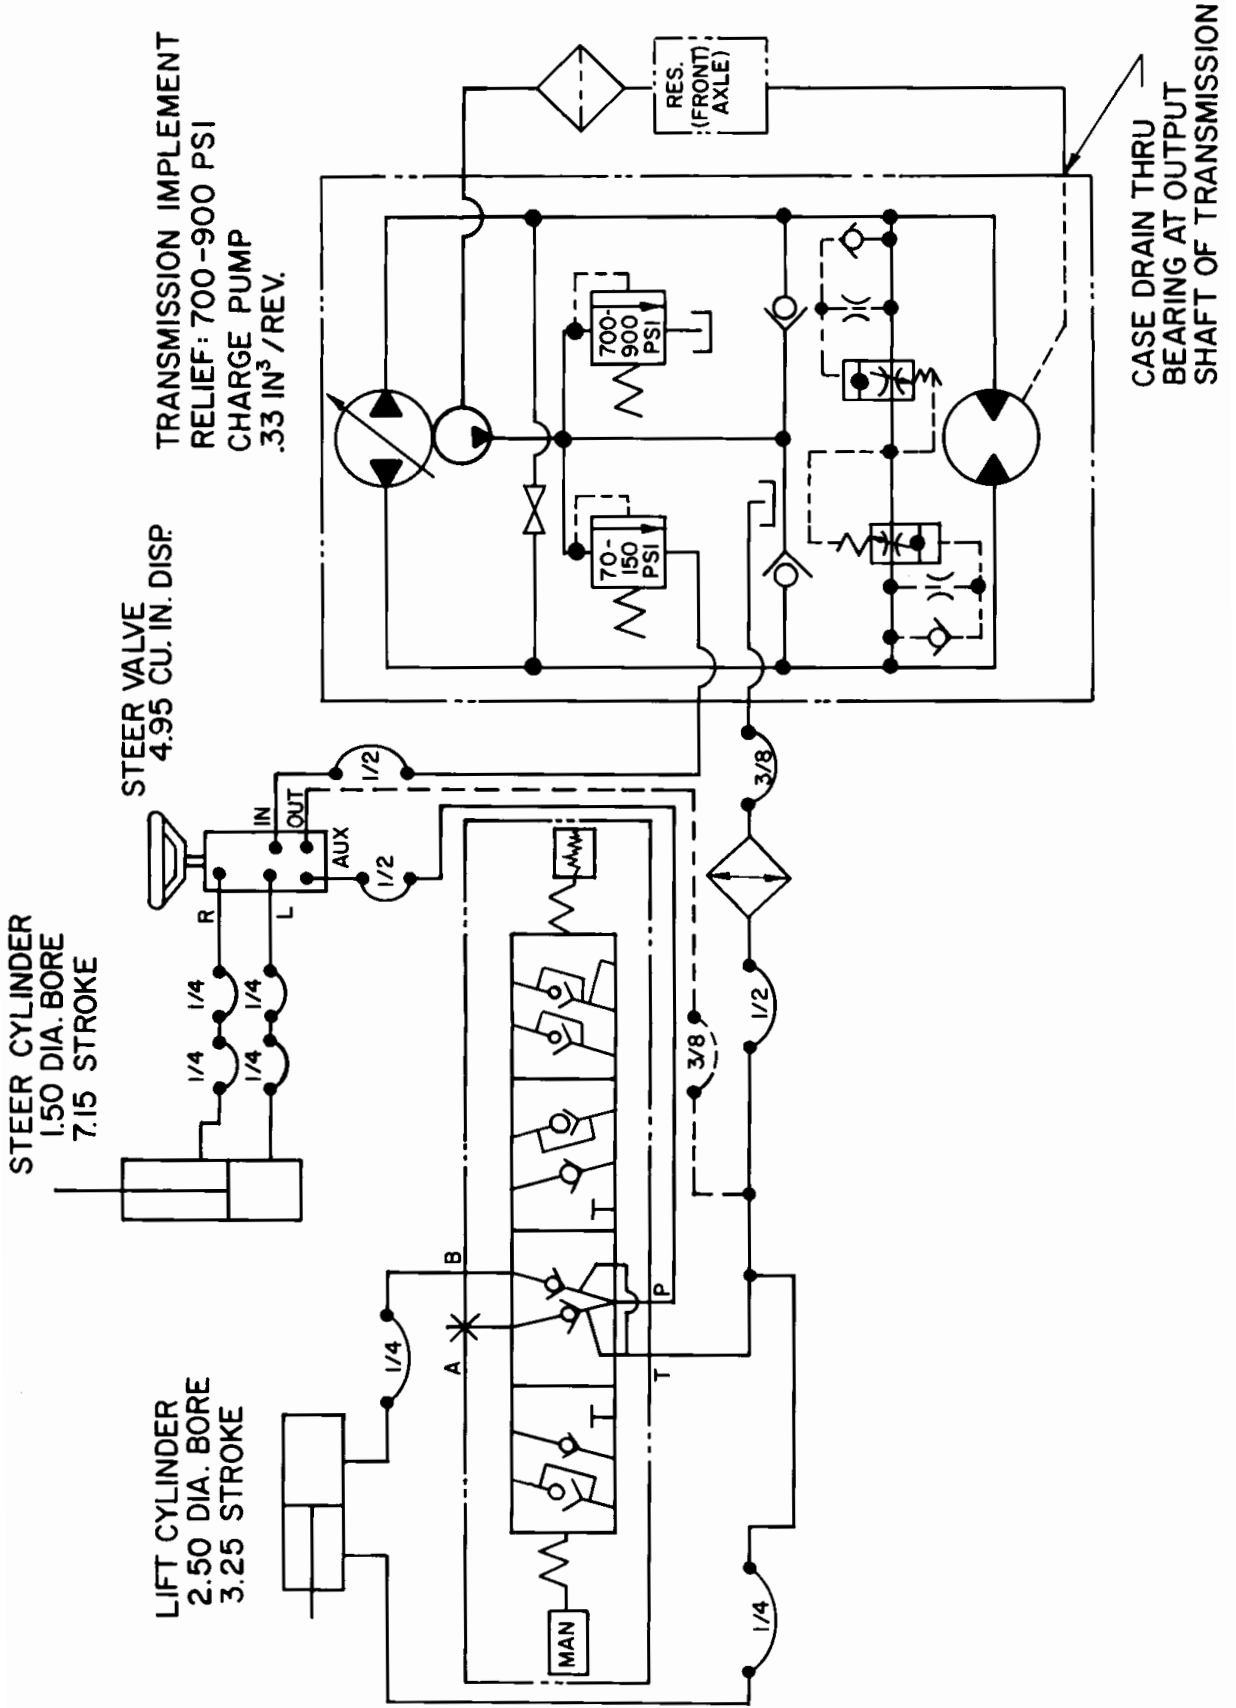 STEER CYLINDER
1.50 DIA. BORE
7.15 STROKE
STEER VALVE
4.95 CU. IN. DISP.
TRANSMISSION IMPLEMENT
RELIEF: 700-900 PSI
CHARGE PUMP
.33 IN³/REV.
LIFT CYLINDER
2.50 DIA. BORE
3.25 STROKE
1/4
1/4
1/4
1/4
R
L
IN
OUT
AUX
1/2
1/2
1/4
A
B
T
P
T
T
MAN
3/8
1/2
3/8
1/4
70-
150
PSI
700-
900
PSI
RES.
(FRONT)
AXLE)
CASE DRAIN THRU
BEARING AT OUTPUT
SHAFT OF TRANSMISSION